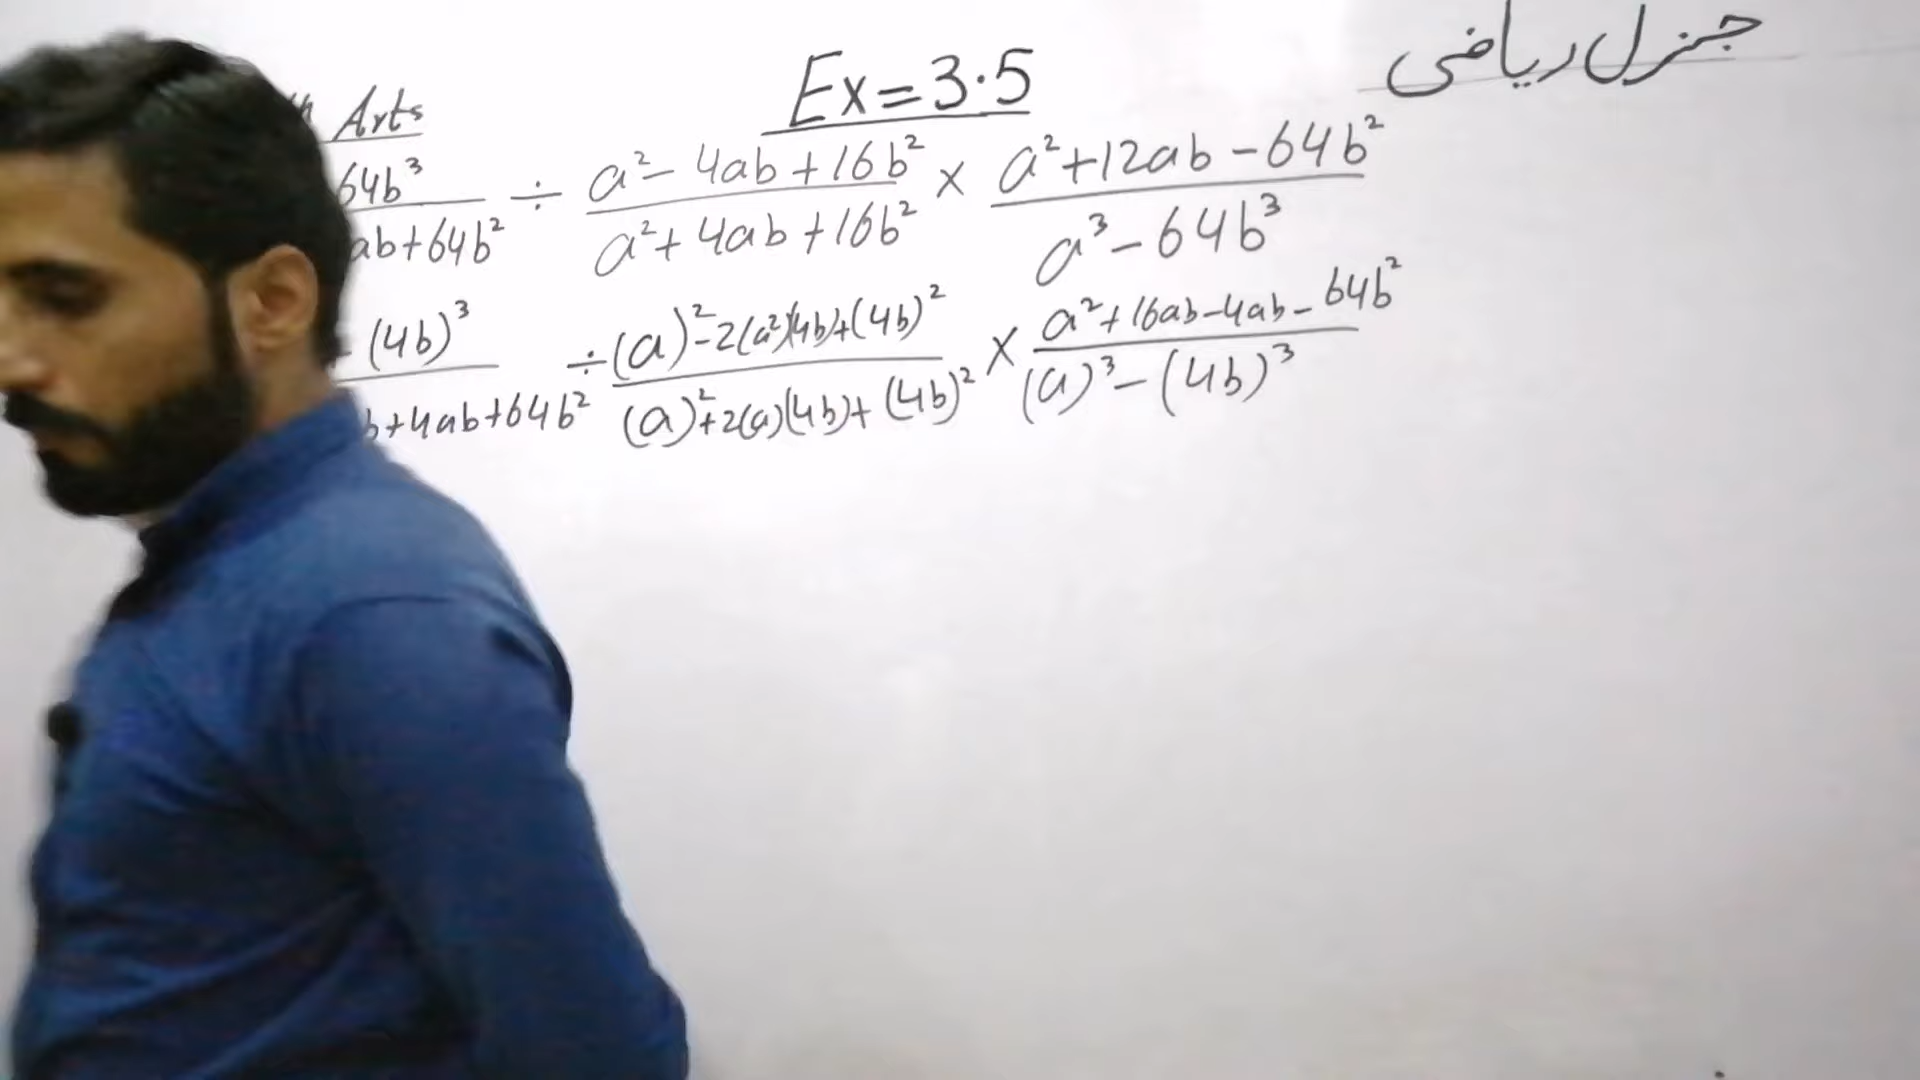 Arts
Ex = 3.5
جنرل ریاضی
64b³ / ab+64b² ÷ a²-4ab+16b² / a²+4ab+16b² × a²+12ab-64b² / a³-64b³
- (4b)³ / b+4ab+64b² ÷ (a)²-2(a²)(4b)+(4b)² / (a)²+2(a)(4b)+(4b)² × a²+16ab-4ab-64b² / (a)³-(4b)³